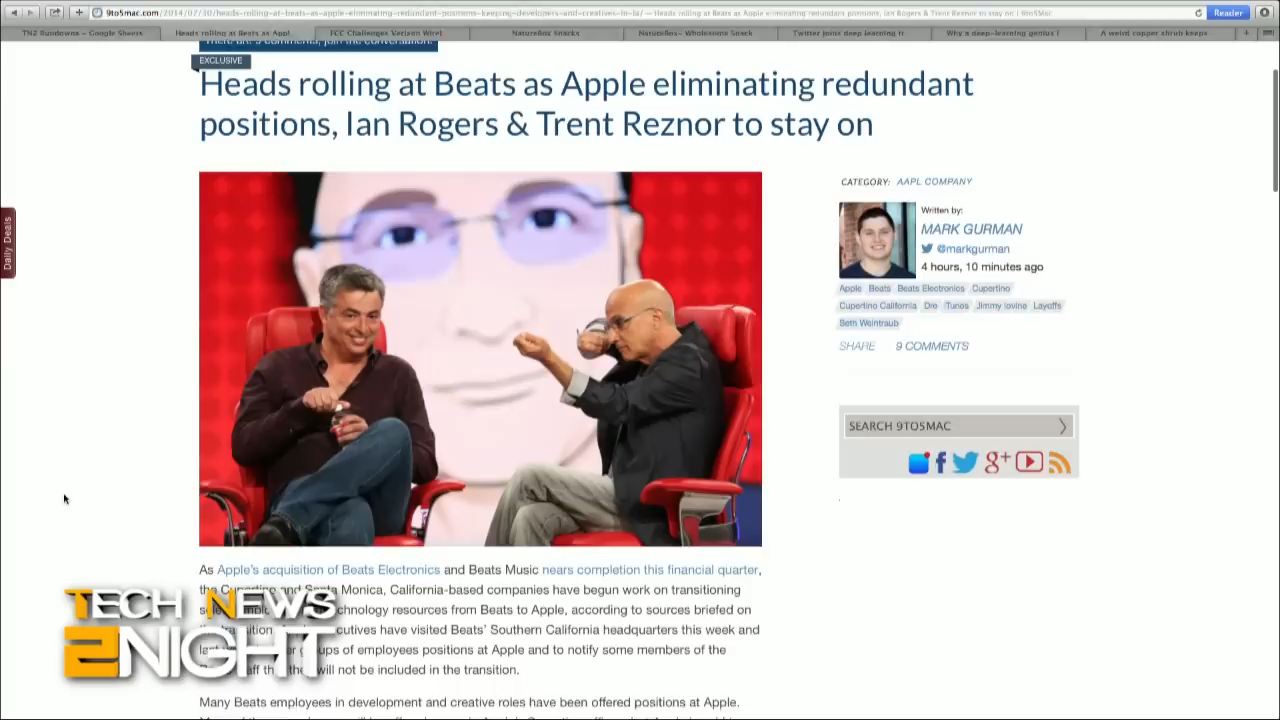 9to5mac.com/2014/07/30/heads-rolling-at-beats-as-apple-eliminating-redundant-positions-keeping-developers-and-creatives-in-la/ — Heads rolling at Beats as Apple eliminating redundant positions, Ian Rogers & Trent Reznor to stay on | 9to5Mac
Reader
TN2 Rundowns – Google Sheets
Heads rolling at Beats as Appl...
FCC Challenges Verizon Wirel...
NatureBox Snacks
NatureBox– Wholesome Snack
Twitter joins deep learning tr
Why a deep-learning genius l
A weird copper shrub keeps
There are 9 comments, join the conversation!
EXCLUSIVE
Heads rolling at Beats as Apple eliminating redundant
positions, Ian Rogers & Trent Reznor to stay on
Daily Deals
CATEGORY: AAPL COMPANY
Written by:
MARK GURMAN
@markgurman
4 hours, 10 minutes ago
Apple Beats Beats Electronics Cupertino
Cupertino California Dre iTunes Jimmy Iovine Layoffs
Seth Weintraub
SHARE 9 COMMENTS
SEARCH 9TO5MAC
As Apple's acquisition of Beats Electronics and Beats Music nears completion this financial quarter,
the Cupertino and Santa Monica, California-based companies have begun work on transitioning
technology resources from Beats to Apple, according to sources briefed on
the transition. executives have visited Beats' Southern California headquarters this week and
last of employees positions at Apple and to notify some members of the
will not be included in the transition.
Many Beats employees in development and creative roles have been offered positions at Apple.
TECH NEWS
2NIGHT